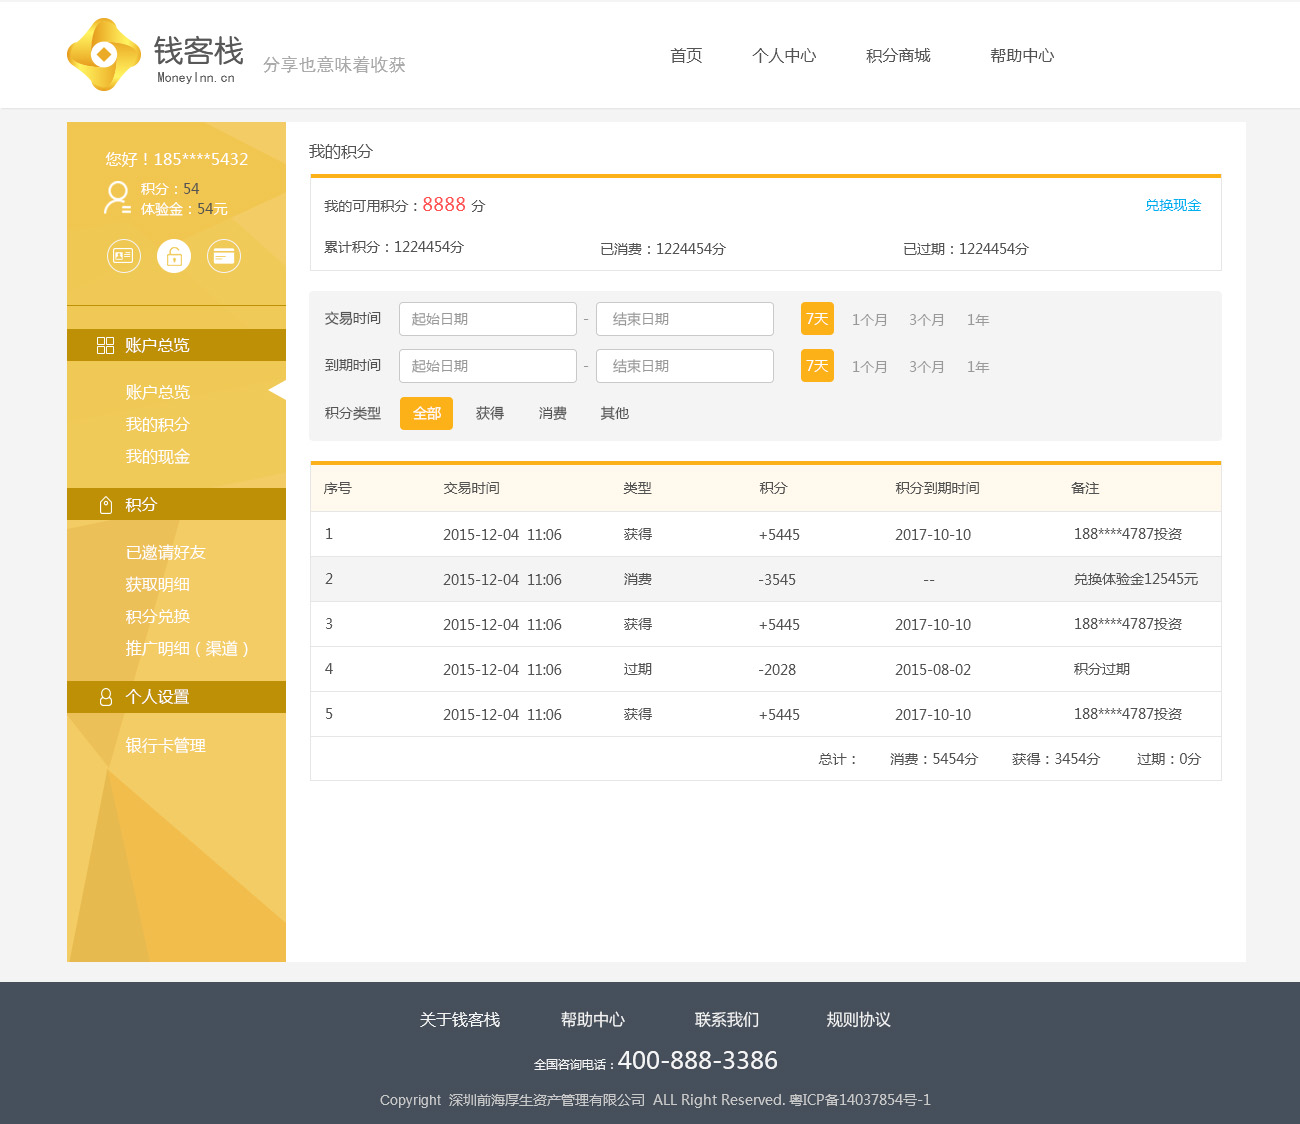 钱客栈
MoneyInn.cn
分享也意味着收获
首页 个人中心 积分商城 帮助中心
您好！185****5432
积分：54
体验金：54元
账户总览
账户总览
我的积分
我的现金
积分
已邀请好友
获取明细
积分兑换
推广明细（渠道）
个人设置
银行卡管理
我的积分
我的可用积分：8888 分 兑换现金
累计积分：1224454分 已消费：1224454分 已过期：1224454分
交易时间 起始日期 - 结束日期 7天 1个月 3个月 1年
到期时间 起始日期 - 结束日期 7天 1个月 3个月 1年
积分类型 全部 获得 消费 其他
序号 交易时间 类型 积分 积分到期时间 备注
1 2015-12-04 11:06 获得 +5445 2017-10-10 188****4787投资
2 2015-12-04 11:06 消费 -3545 -- 兑换体验金12545元
3 2015-12-04 11:06 获得 +5445 2017-10-10 188****4787投资
4 2015-12-04 11:06 过期 -2028 2015-08-02 积分过期
5 2015-12-04 11:06 获得 +5445 2017-10-10 188****4787投资
总计： 消费：5454分 获得：3454分 过期：0分
关于钱客栈 帮助中心 联系我们 规则协议
全国咨询电话：400-888-3386
Copyright 深圳前海厚生资产管理有限公司 ALL Right Reserved. 粤ICP备14037854号-1